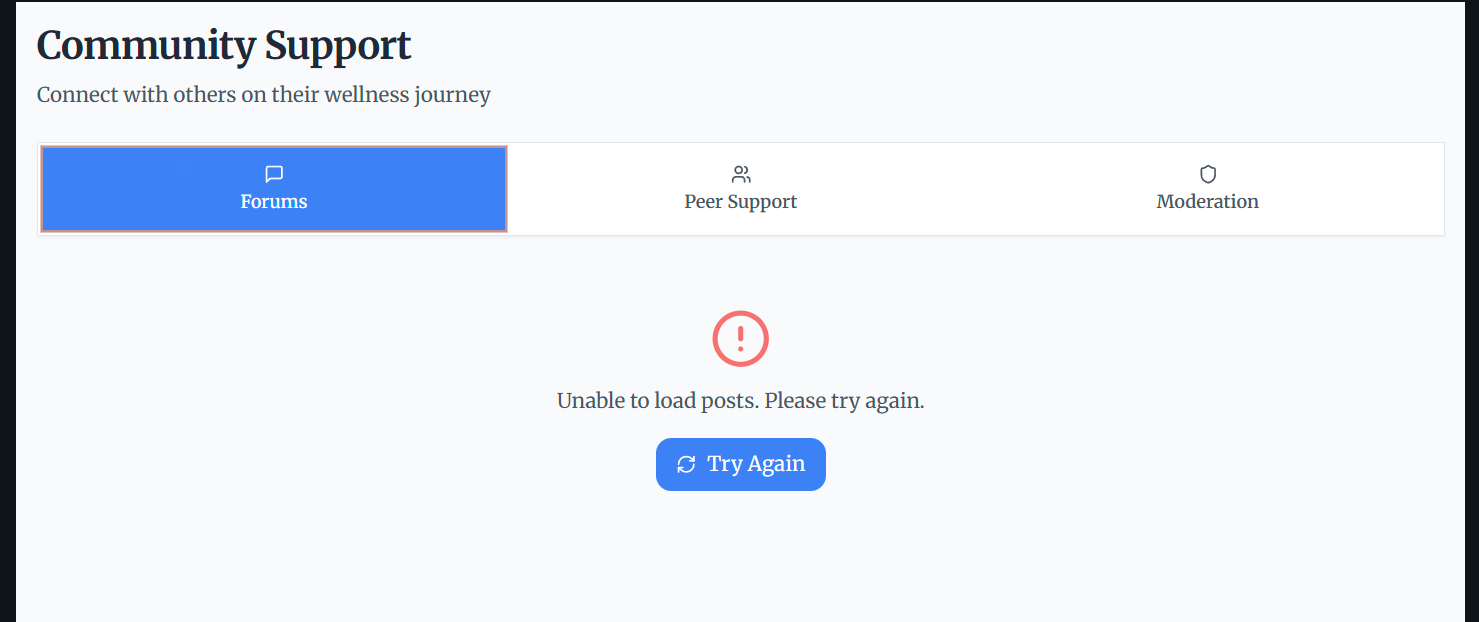 Community Support
Connect with others on their wellness journey
Forums
Peer Support
Moderation
Unable to load posts. Please try again.
Try Again